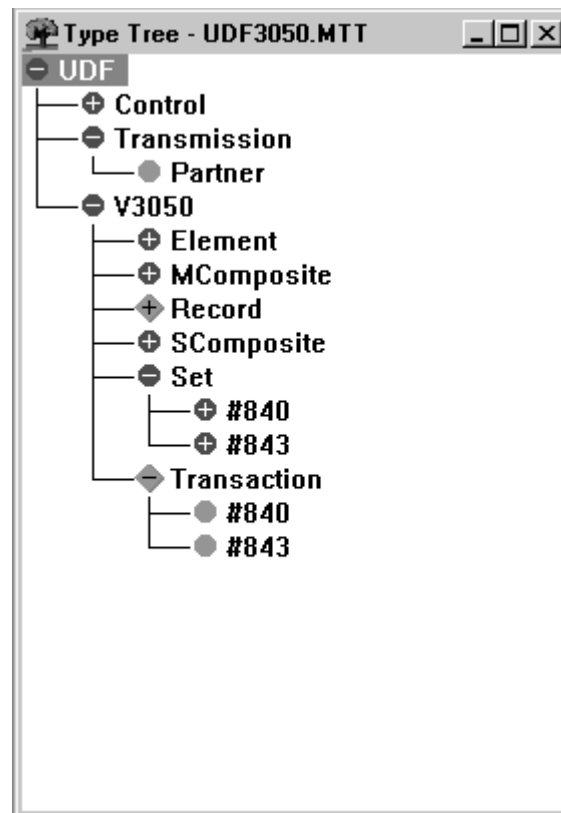 Type Tree - UDF3050.MTT
UDF
Control
Transmission
Partner
V3050
Element
MComposite
Record
SComposite
Set
#840
#843
Transaction
#840
#843